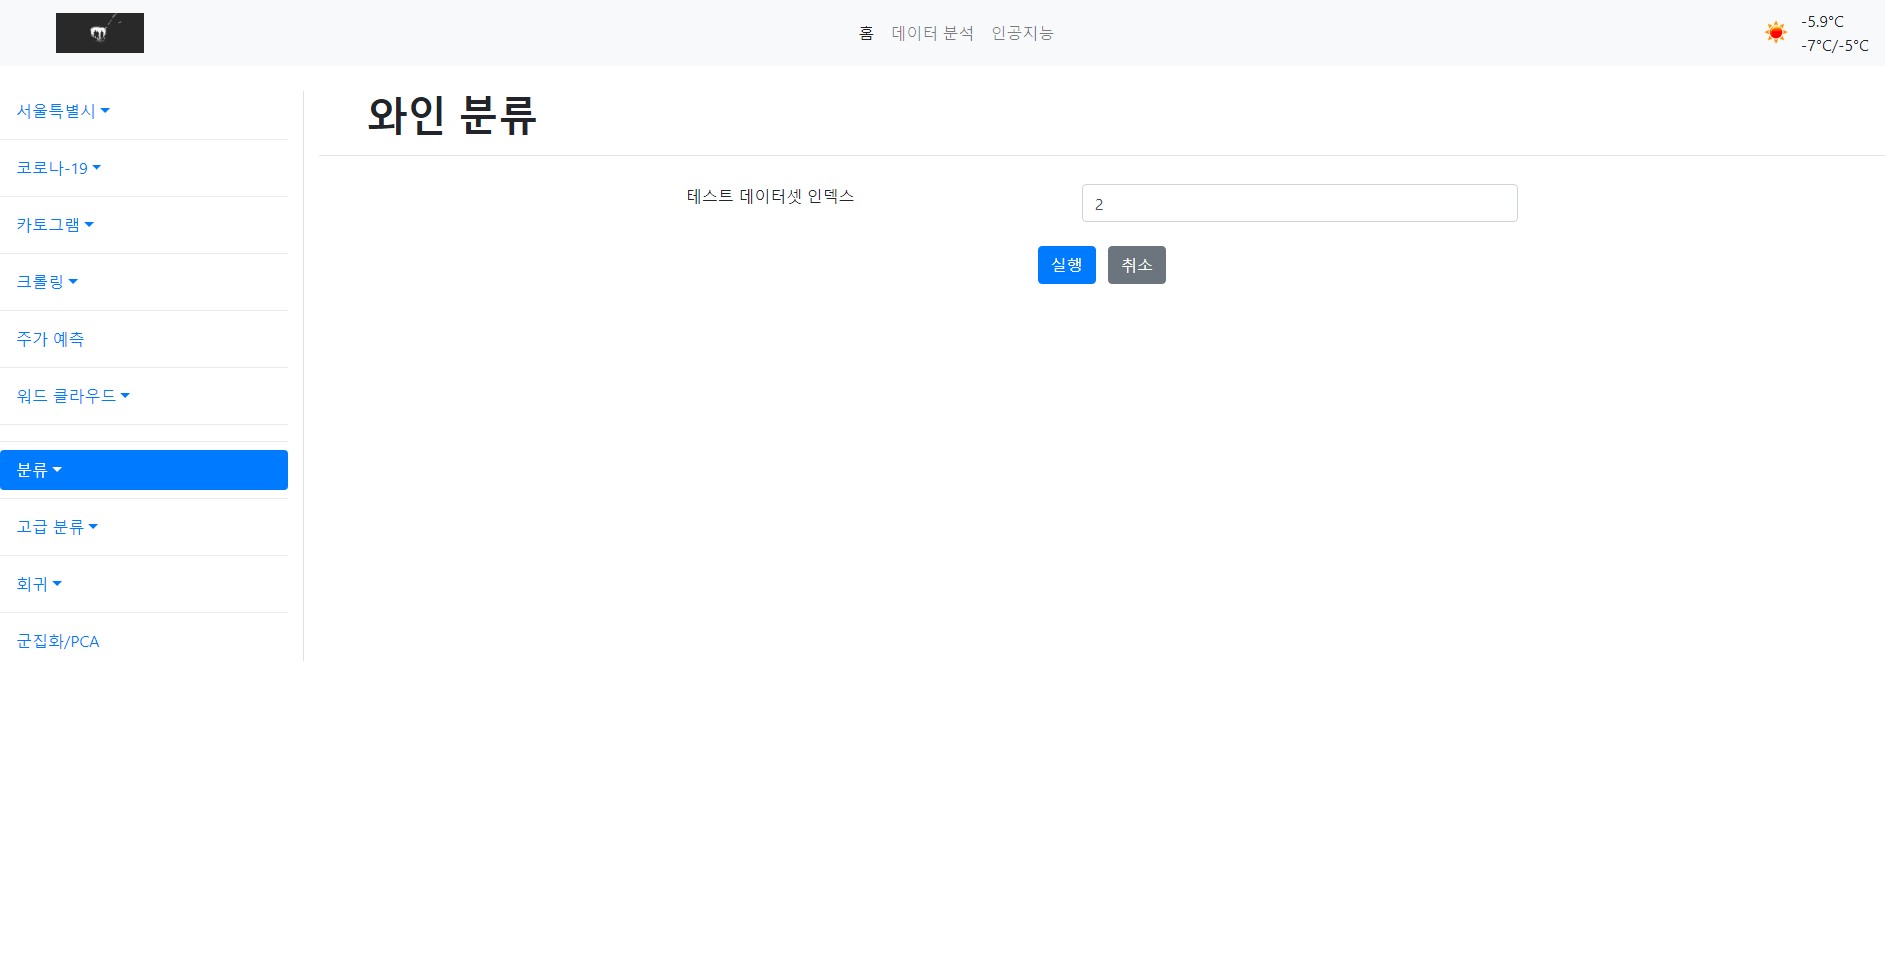 홈 데이터 분석 인공지능
-5.9°C
-7°C/-5°C
서울특별시
코로나-19
카토그램
크롤링
주가 예측
워드 클라우드
분류
고급 분류
회귀
군집화/PCA
와인 분류
테스트 데이터셋 인덱스 2
실행 취소